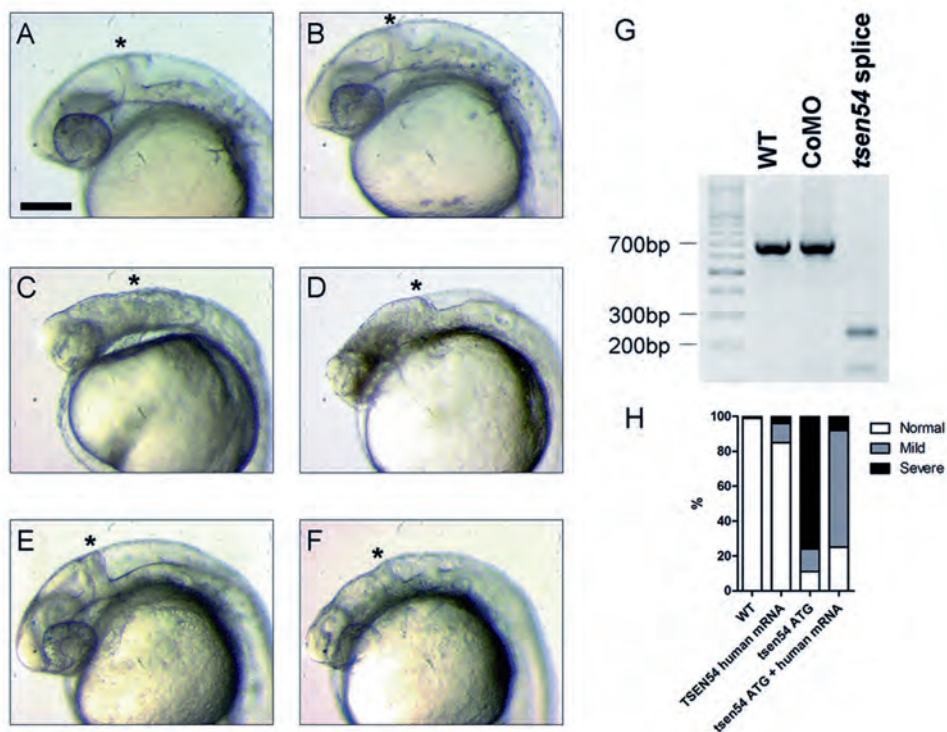 A
*
B
*
C
*
D
*
E
*
F
*
G
WT
CoMO
tsen54 splice
700bp
300bp
200bp
H
Normal
Mild
Severe
%
100
80
60
40
20
0
WT
TSEN54 human mRNA
tsen54 ATG
tsen54 ATG + human mRNA